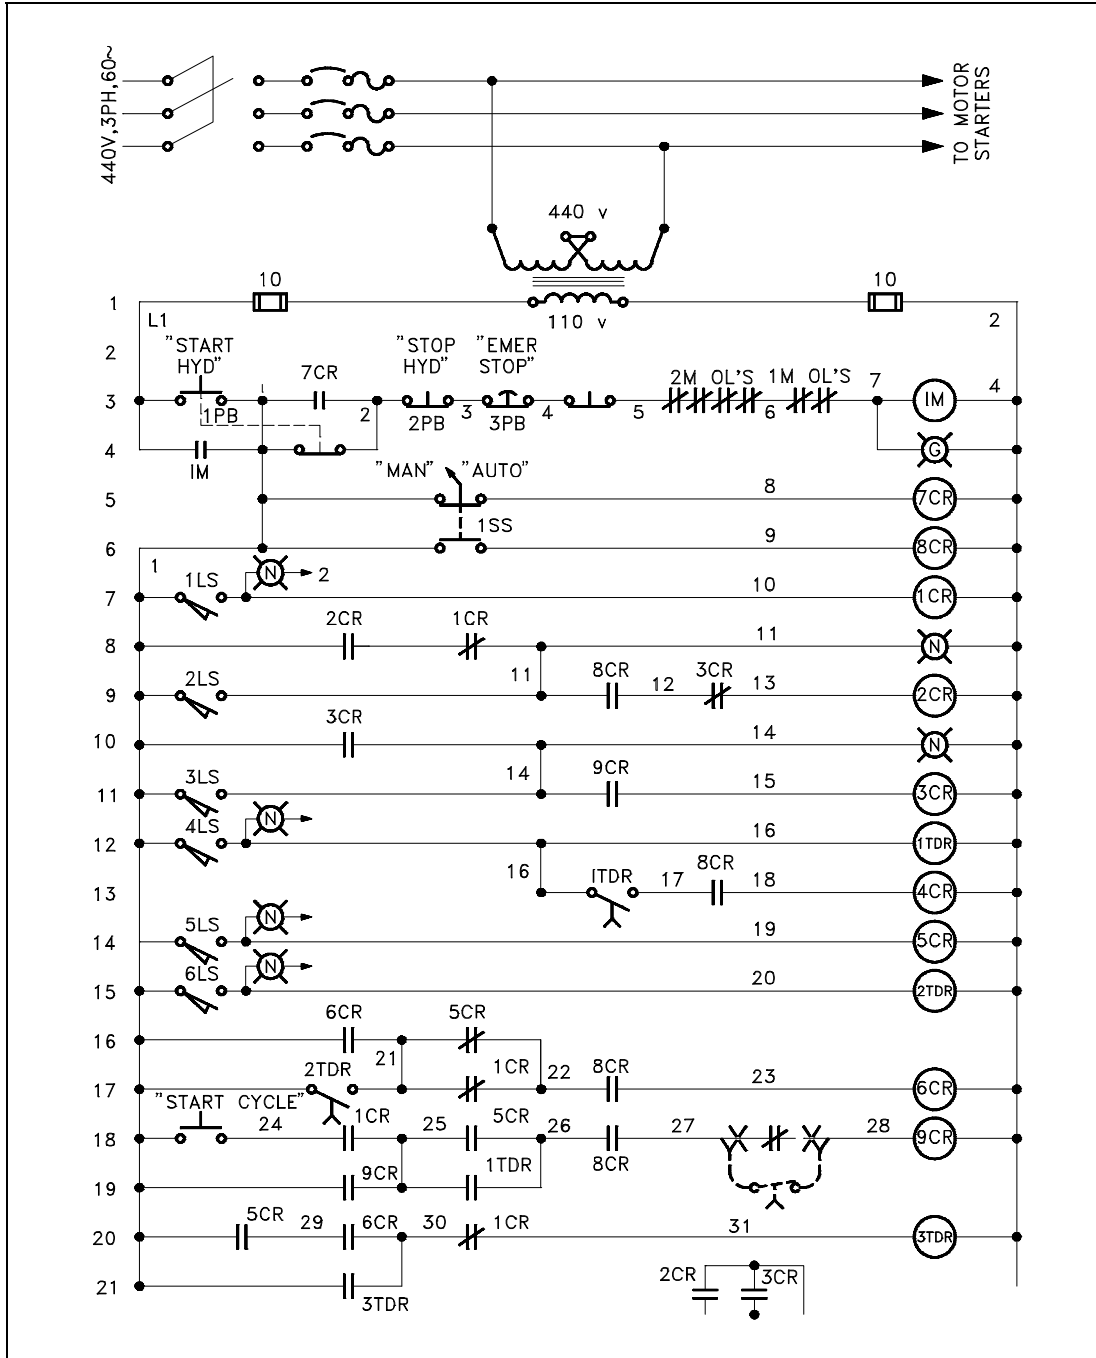 440V,3PH,60~
TO MOTOR
STARTERS
440 v
10
10
1
L1
110 v
2
2
"START
HYD"
7CR
"STOP
HYD"
"EMER
STOP"
2M OL'S
1M OL'S
7
3
1PB
2
2PB
3
3PB
4
5
6
1M
4
4
1M
G
"MAN"
"AUTO"
5
8
7CR
1SS
6
9
8CR
1
N
2
1LS
7
10
1CR
2CR
1CR
8
11
N
2LS
11
8CR
12
3CR
13
9
2CR
3CR
10
14
N
3LS
14
9CR
15
11
3CR
4LS
N
12
16
1TDR
16
1TDR
17
8CR
18
13
4CR
N
5LS
14
19
5CR
N
6LS
15
20
2TDR
6CR
5CR
16
21
2TDR
1CR
22
8CR
23
17
6CR
"START CYCLE"
24
1CR
25
5CR
26
27
28
18
8CR
9CR
9CR
1TDR
19
5CR
29
6CR
30
1CR
31
20
3TDR
2CR
3CR
21
3TDR